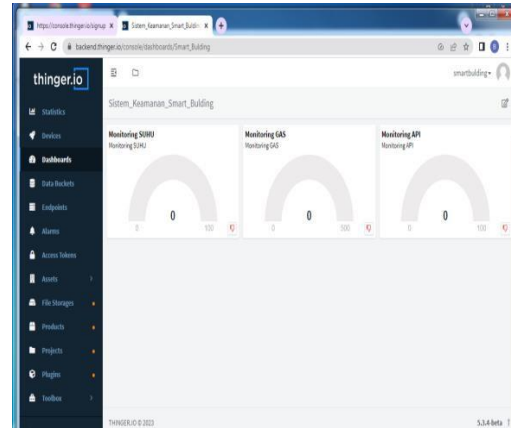 https://console.thinger.io/signup
Sistem_Keamanan_Smart_Bulding
backend.thinger.io/console/dashboards/Smart_Bulding
thinger.io
smartbulding
Statistics
Devices
Dashboards
Data Buckets
Endpoints
Alarms
Access Tokens
Assets
File Storages
Products
Projects
Plugins
Toolbox
Sistem_Keamanan_Smart_Bulding
Monitoring SUHU
Monitoring SUHU
0
0 100
Monitoring GAS
Monitoring GAS
0
0 500
Monitoring API
Monitoring API
0
0 100
THINGER.IO © 2023
5.3.4-beta